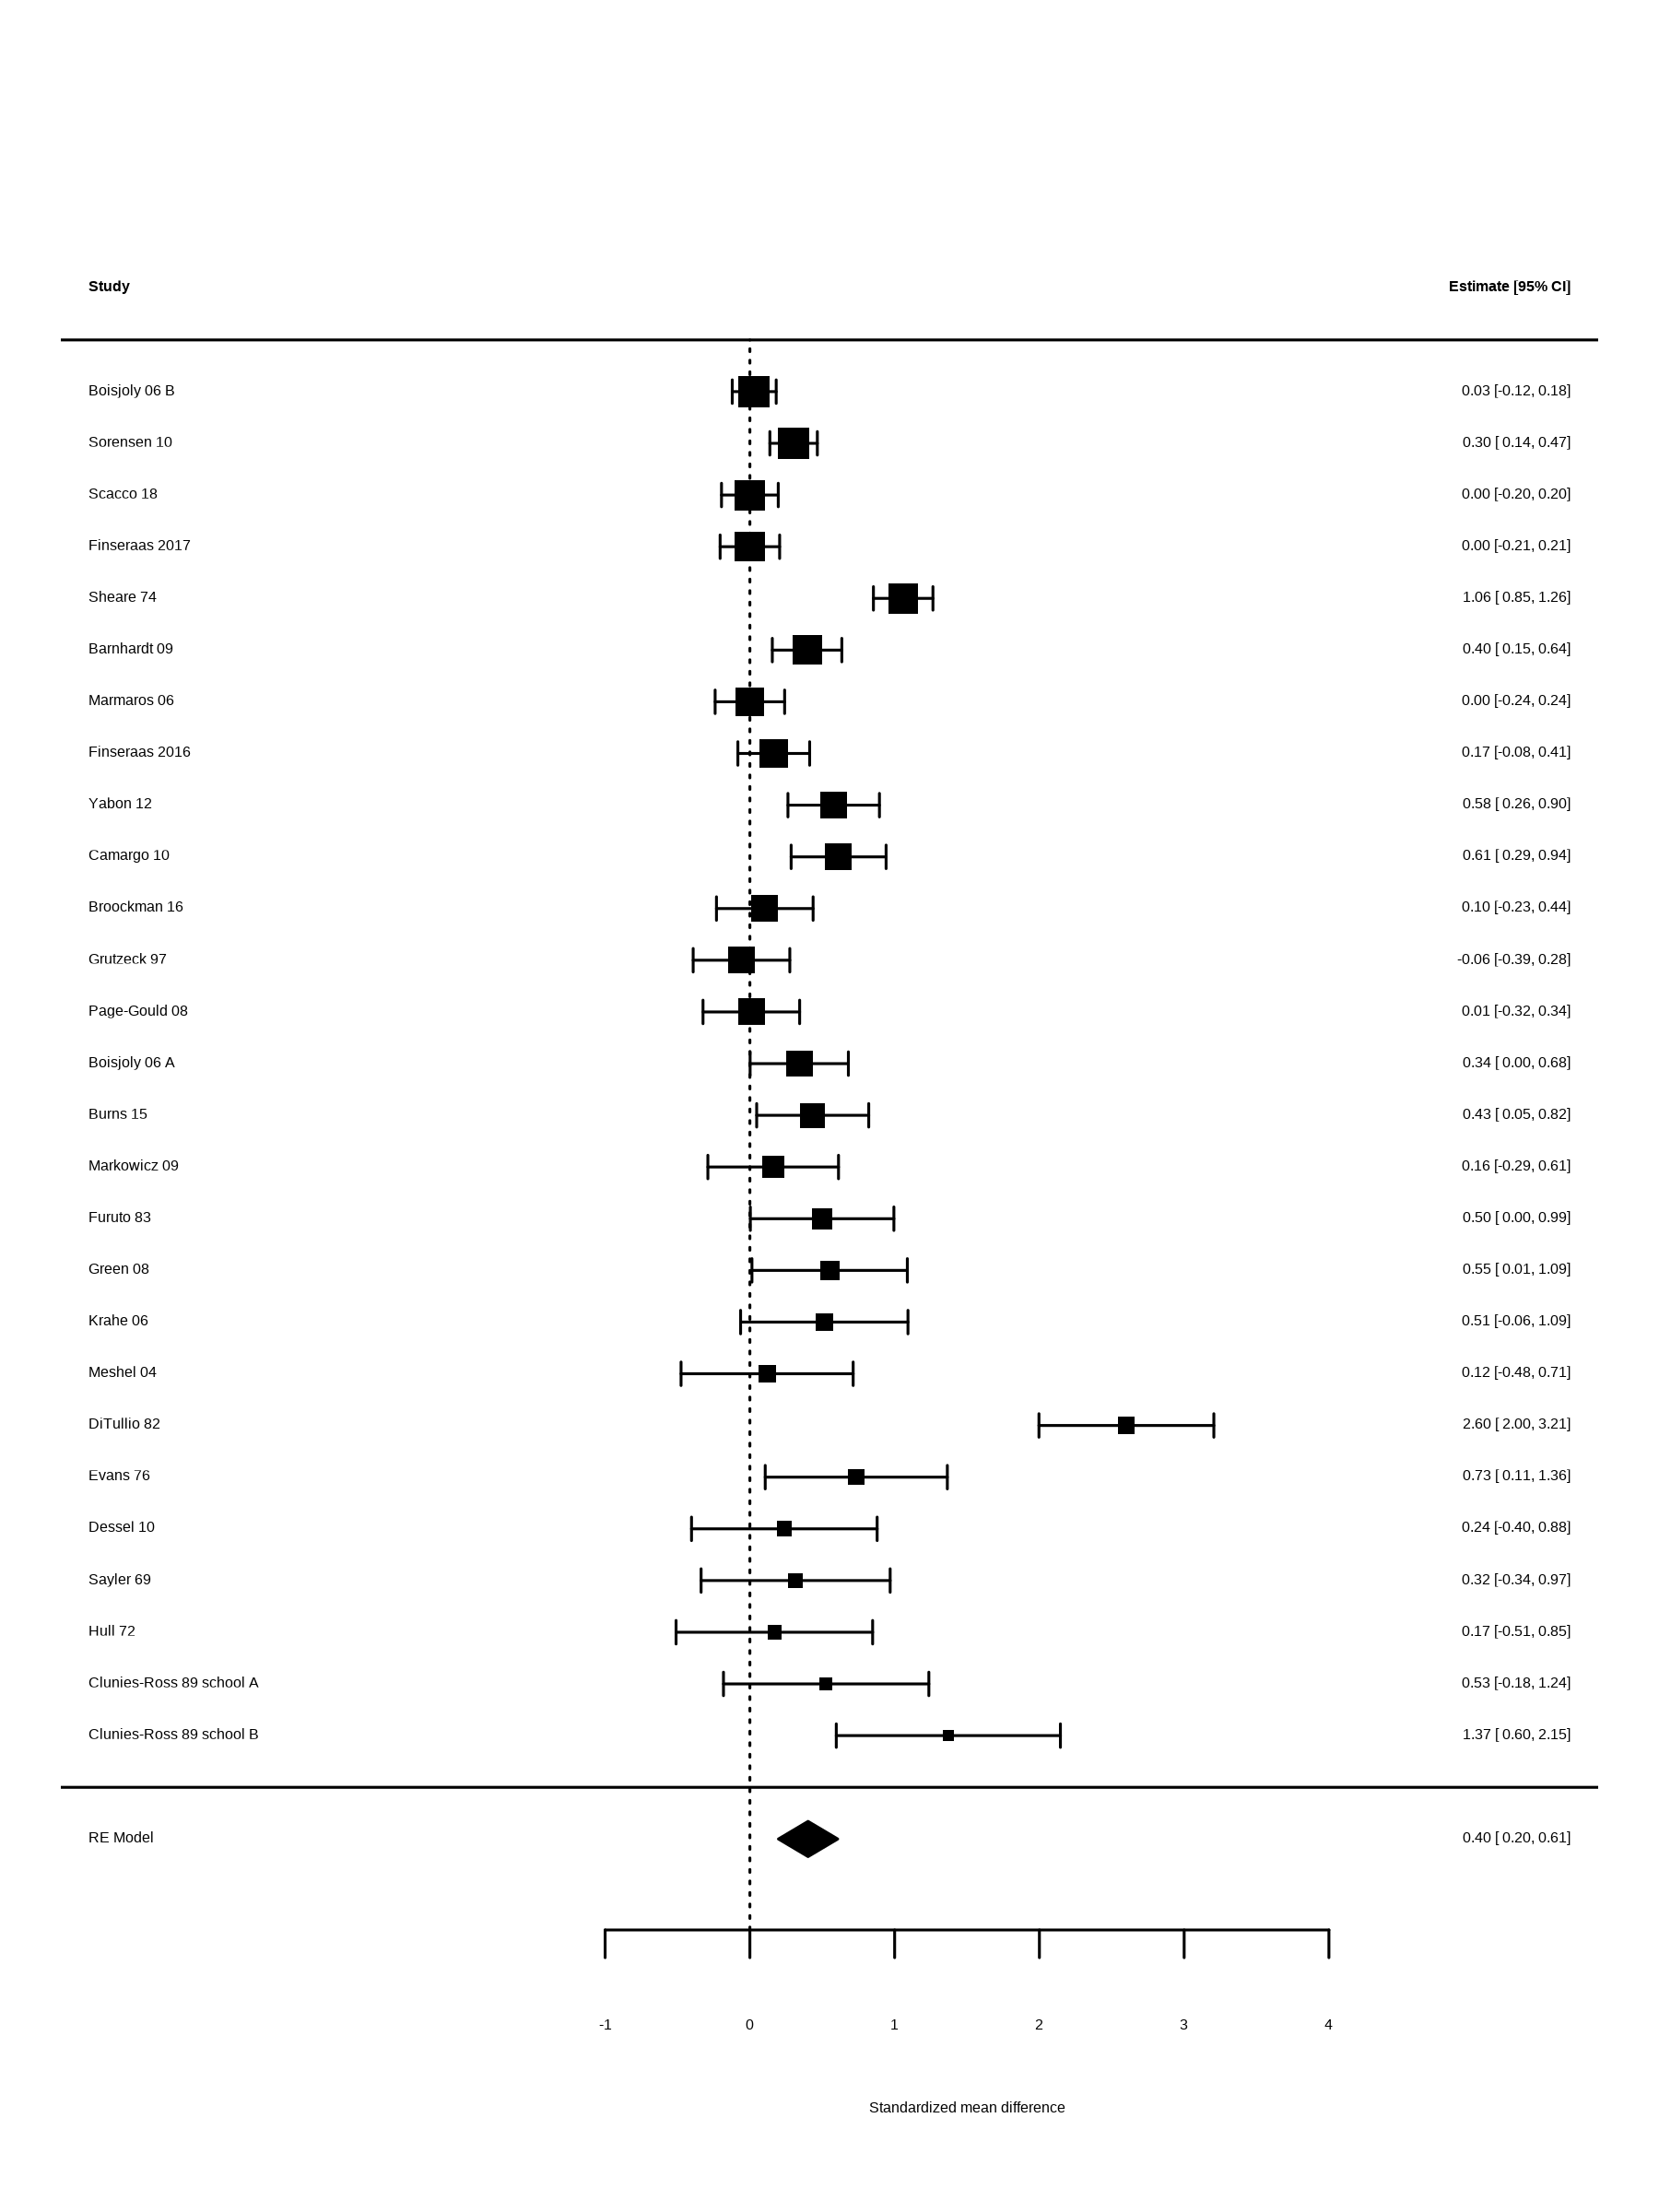 Study Estimate [95% CI]
Boisjoly 06 B 0.03 [-0.12, 0.18]
Sorensen 10 0.30 [ 0.14, 0.47]
Scacco 18 0.00 [-0.20, 0.20]
Finseraas 2017 0.00 [-0.21, 0.21]
Sheare 74 1.06 [ 0.85, 1.26]
Barnhardt 09 0.40 [ 0.15, 0.64]
Marmaros 06 0.00 [-0.24, 0.24]
Finseraas 2016 0.17 [-0.08, 0.41]
Yabon 12 0.58 [ 0.26, 0.90]
Camargo 10 0.61 [ 0.29, 0.94]
Broockman 16 0.10 [-0.23, 0.44]
Grutzeck 97 -0.06 [-0.39, 0.28]
Page-Gould 08 0.01 [-0.32, 0.34]
Boisjoly 06 A 0.34 [ 0.00, 0.68]
Burns 15 0.43 [ 0.05, 0.82]
Markowicz 09 0.16 [-0.29, 0.61]
Furuto 83 0.50 [ 0.00, 0.99]
Green 08 0.55 [ 0.01, 1.09]
Krahe 06 0.51 [-0.06, 1.09]
Meshel 04 0.12 [-0.48, 0.71]
DiTullio 82 2.60 [ 2.00, 3.21]
Evans 76 0.73 [ 0.11, 1.36]
Dessel 10 0.24 [-0.40, 0.88]
Sayler 69 0.32 [-0.34, 0.97]
Hull 72 0.17 [-0.51, 0.85]
Clunies-Ross 89 school A 0.53 [-0.18, 1.24]
Clunies-Ross 89 school B 1.37 [ 0.60, 2.15]
RE Model 0.40 [ 0.20, 0.61]
-1 0 1 2 3 4
Standardized mean difference